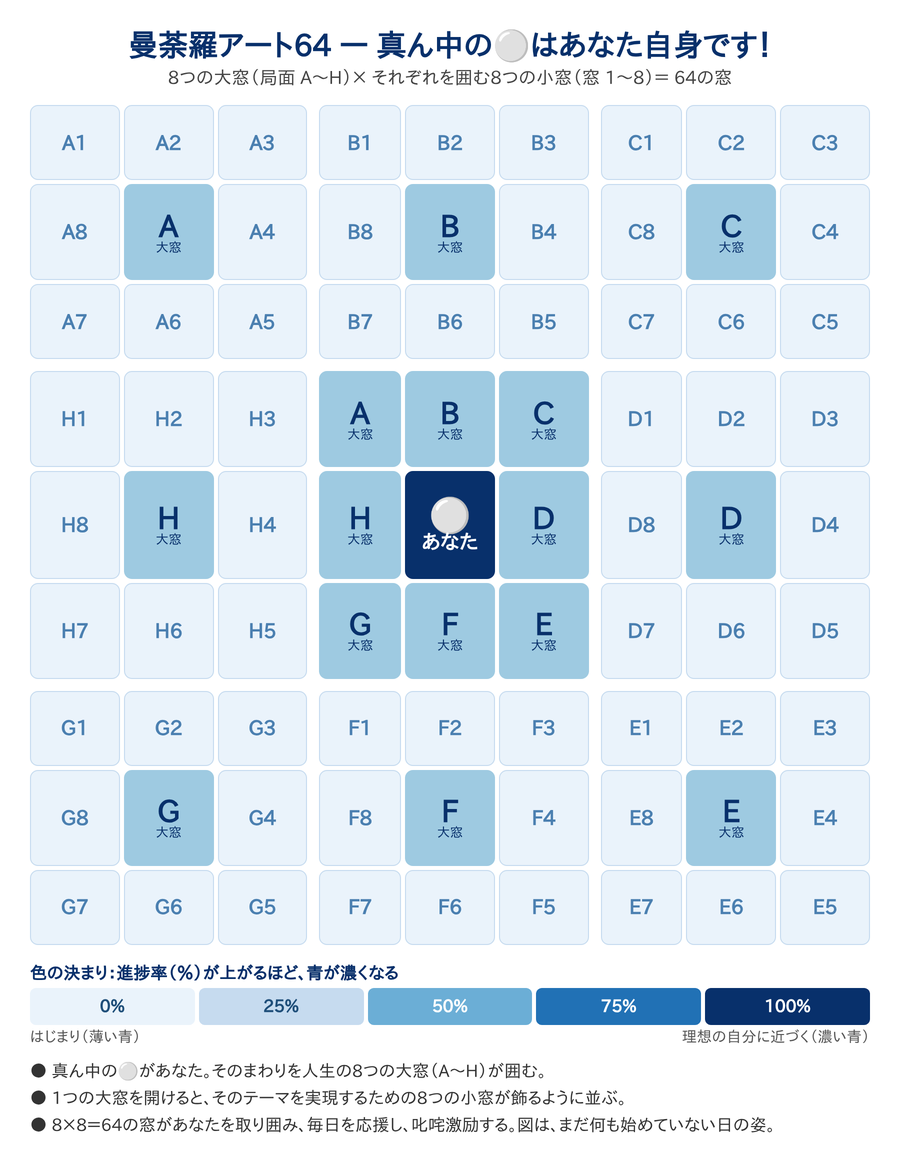 曼荼羅アート64 ー 真ん中の⚪はあなた自身です!
8つの大窓(局面 A〜H)× それぞれを囲む8つの小窓(窓 1〜8)= 64の窓
A1 A2 A3 B1 B2 B3 C1 C2 C3
A8 A B8 B B4 C8 C C4
大窓 A4 大窓 大窓
A7 A6 A5 B7 B6 B5 C7 C6 C5
H1 H2 H3 A B C D1 D2 D3
大窓 大窓 大窓
H8 H H4 H ⚪ D D8 D D4
大窓 大窓 あなた 大窓 大窓
H7 H6 H5 G F E D7 D6 D5
大窓 大窓 大窓
G1 G2 G3 F1 F2 F3 E1 E2 E3
G8 G G4 F8 F F4 E8 E E4
大窓 大窓 大窓
G7 G6 G5 F7 F6 F5 E7 E6 E5
色の決まり:進捗率(%)が上がるほど、青が濃くなる
0% 25% 50% 75% 100%
はじまり(薄い青) 理想の自分に近づく(濃い青)
● 真ん中の⚪があなた。そのまわりを人生の8つの大窓(A〜H)が囲む。
● 1つの大窓を開けると、そのテーマを実現するための8つの小窓が飾るように並ぶ。
● 8×8=64の窓があなたを取り囲み、毎日を応援し、叱咤激励する。図は、まだ何も始めていない日の姿。